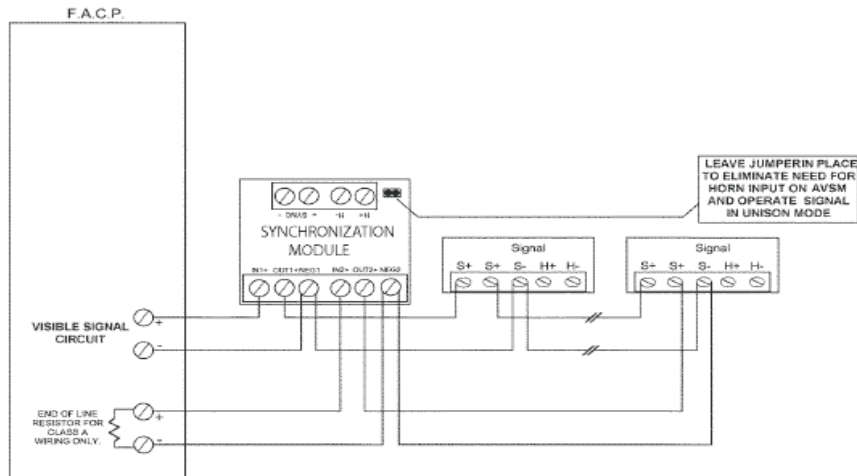 F.A.C.P.
LEAVE JUMPERIN PLACE
TO ELIMINATE NEED FOR
HORN INPUT ON AVSM
AND OPERATE SIGNAL
IN UNISON MODE
- SYNC +
H- H+
SYNCHRONIZATION
MODULE
IN1+ OUT1+ NEG1 IN2+ OUT2+ NEG2
Signal
S+ S+ S- H+ H-
Signal
S+ S+ S- H+ H-
VISIBLE SIGNAL
CIRCUIT
+
-
END OF LINE
RESISTOR FOR
CLASS A
WIRING ONLY.
+
-